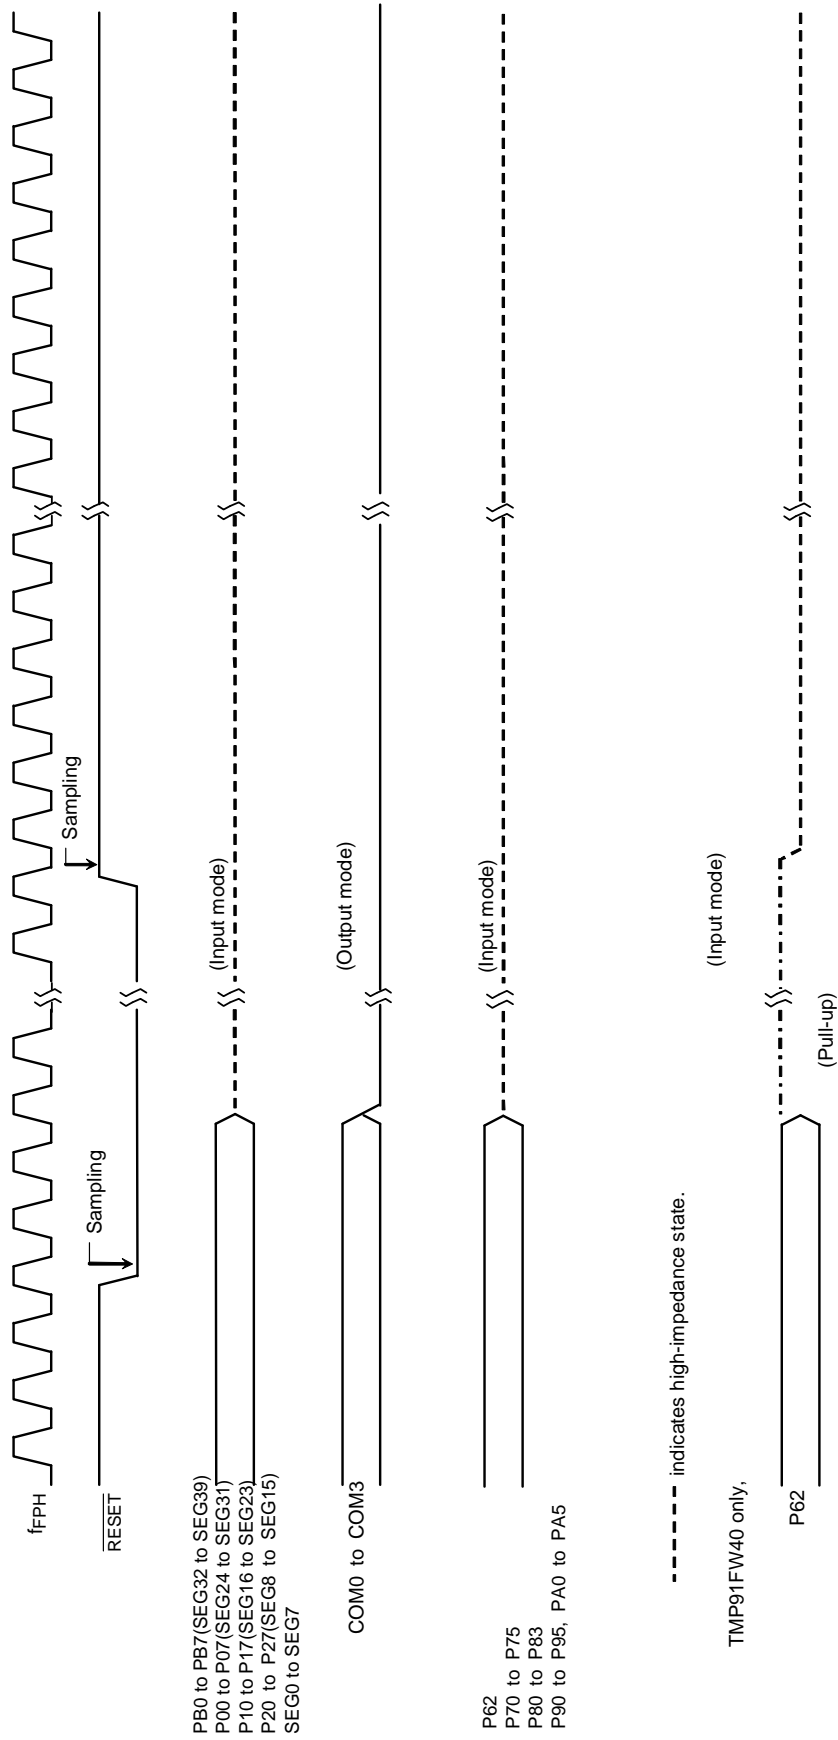 fFPH
RESET
Sampling
Sampling
PB0 to PB7(SEG32 to SEG39)
P00 to P07(SEG24 to SEG31)
P10 to P17(SEG16 to SEG23)
P20 to P27(SEG8 to SEG15)
SEG0 to SEG7
(Input mode)
COM0 to COM3
(Output mode)
P62
P70 to P75
P80 to P83
P90 to P95, PA0 to PA5
(Input mode)
indicates high-impedance state.
TMP91FW40 only,
(Input mode)
P62
(Pull-up)